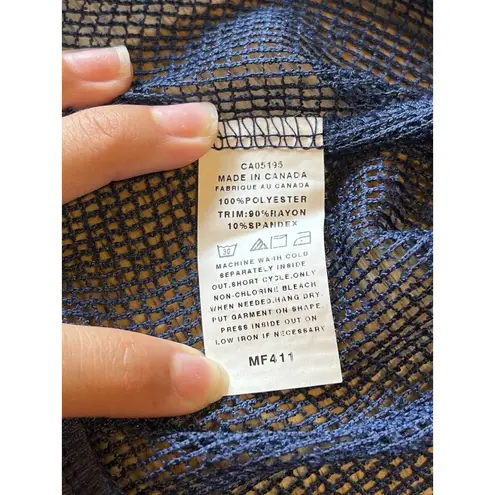 CA05195
MADE IN CANADA
FABRIQUE AU CANADA
100%POLYESTER
TRIM:90%RAYON
10%SPANDEX
30
MACHINE WASH COLD
SEPARATELY INSIDE
OUT.SHORT CYCLE.ONLY
NON-CHLORINE BLEACH
WHEN NEEDED.HANG DRY.
PUT GARMENT ON SHAPE.
PRESS INSIDE OUT ON
LOW IRON IF NECESSARY
MF411